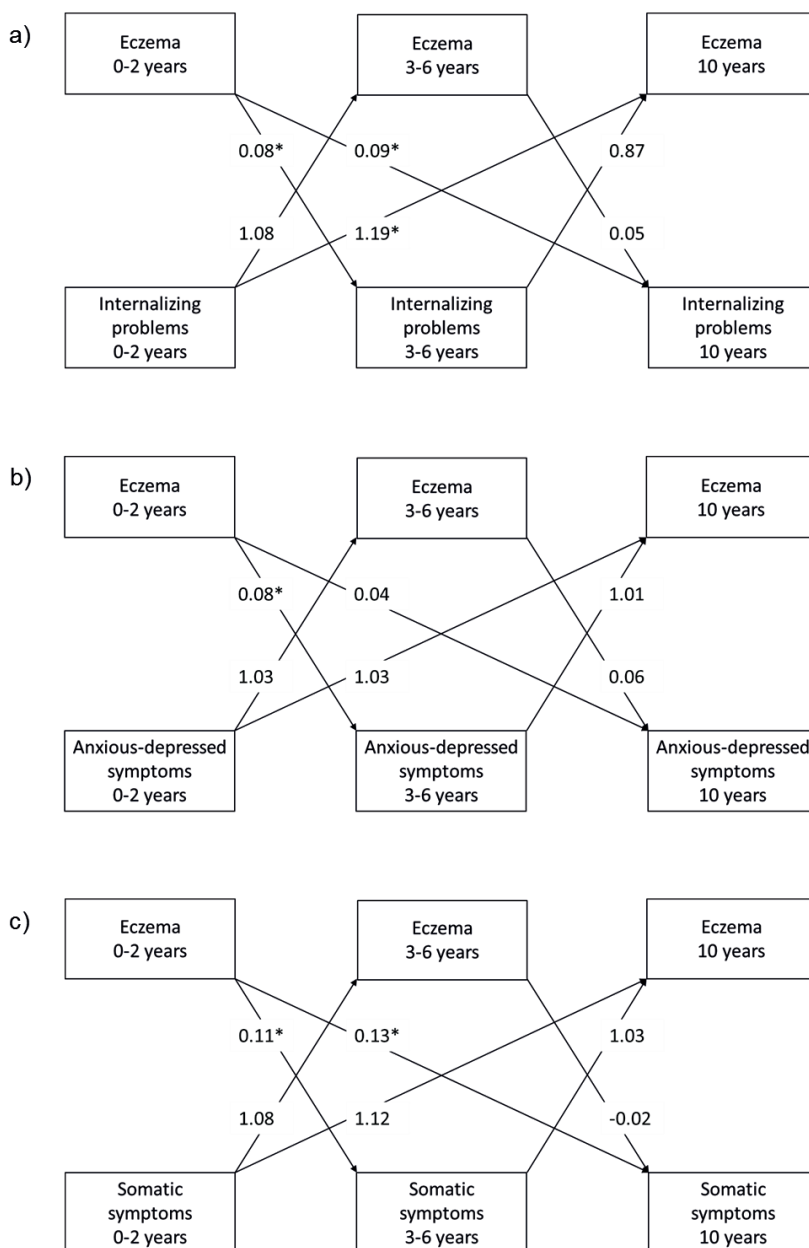 a)
Eczema
0-2 years
Eczema
3-6 years
Eczema
10 years
0.08*
0.09*
0.87
1.08
1.19*
0.05
Internalizing
problems
0-2 years
Internalizing
problems
3-6 years
Internalizing
problems
10 years
b)
Eczema
0-2 years
Eczema
3-6 years
Eczema
10 years
0.08*
0.04
1.01
1.03
1.03
0.06
Anxious-depressed
symptoms
0-2 years
Anxious-depressed
symptoms
3-6 years
Anxious-depressed
symptoms
10 years
c)
Eczema
0-2 years
Eczema
3-6 years
Eczema
10 years
0.11*
0.13*
1.03
1.08
1.12
-0.02
Somatic
symptoms
0-2 years
Somatic
symptoms
3-6 years
Somatic
symptoms
10 years